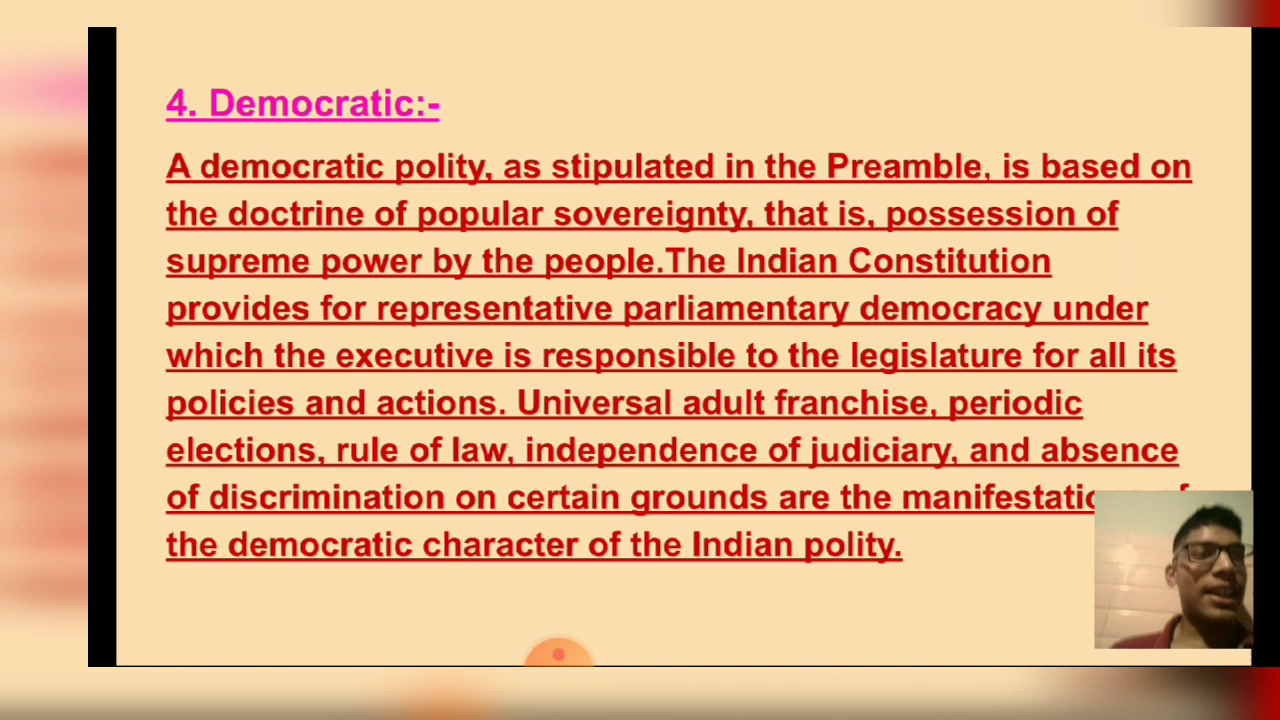 4. Democratic:-
A democratic polity, as stipulated in the Preamble, is based on
the doctrine of popular sovereignty, that is, possession of
supreme power by the people.The Indian Constitution
provides for representative parliamentary democracy under
which the executive is responsible to the legislature for all its
policies and actions. Universal adult franchise, periodic
elections, rule of law, independence of judiciary, and absence
of discrimination on certain grounds are the
the democratic character of the Indian polity.